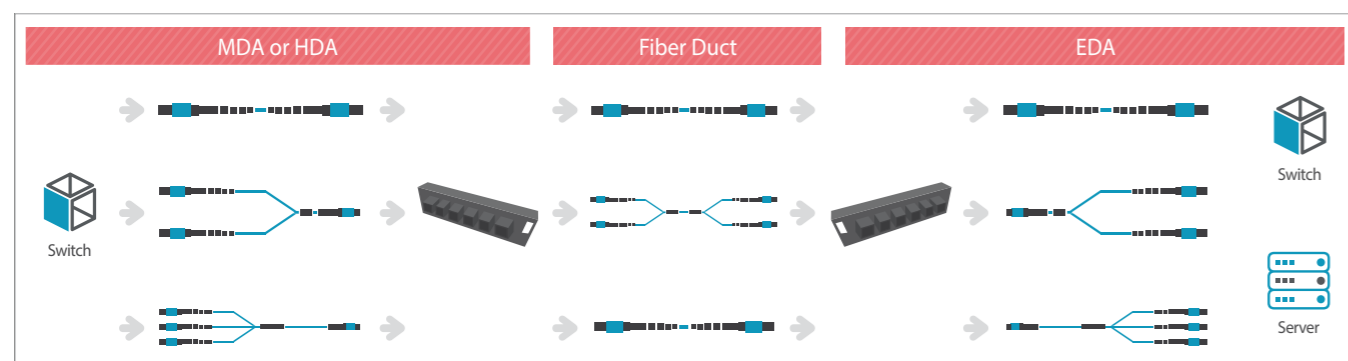 MDA or HDA
Fiber Duct
EDA
Switch
Switch
Server